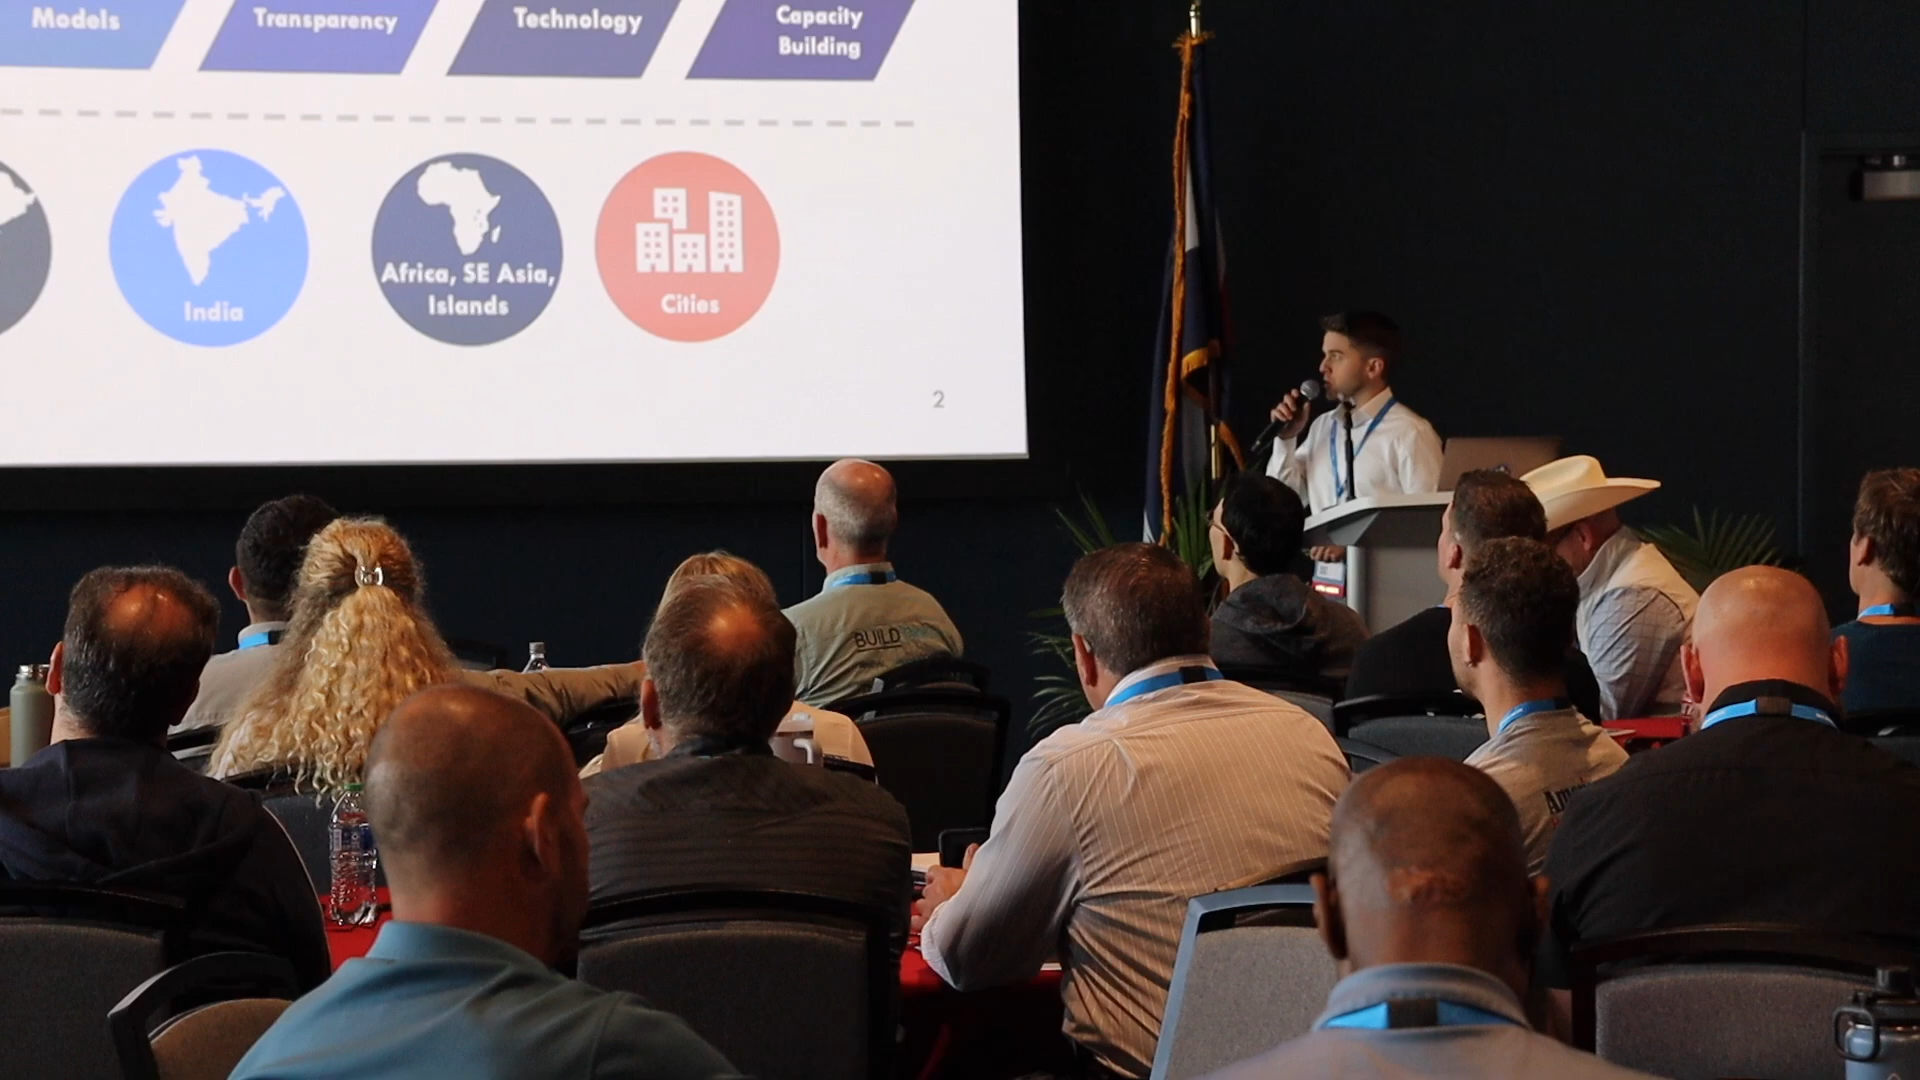 Models
Transparency
Technology
Capacity
Building
India
Africa, SE Asia,
Islands
Cities
2
BUILD